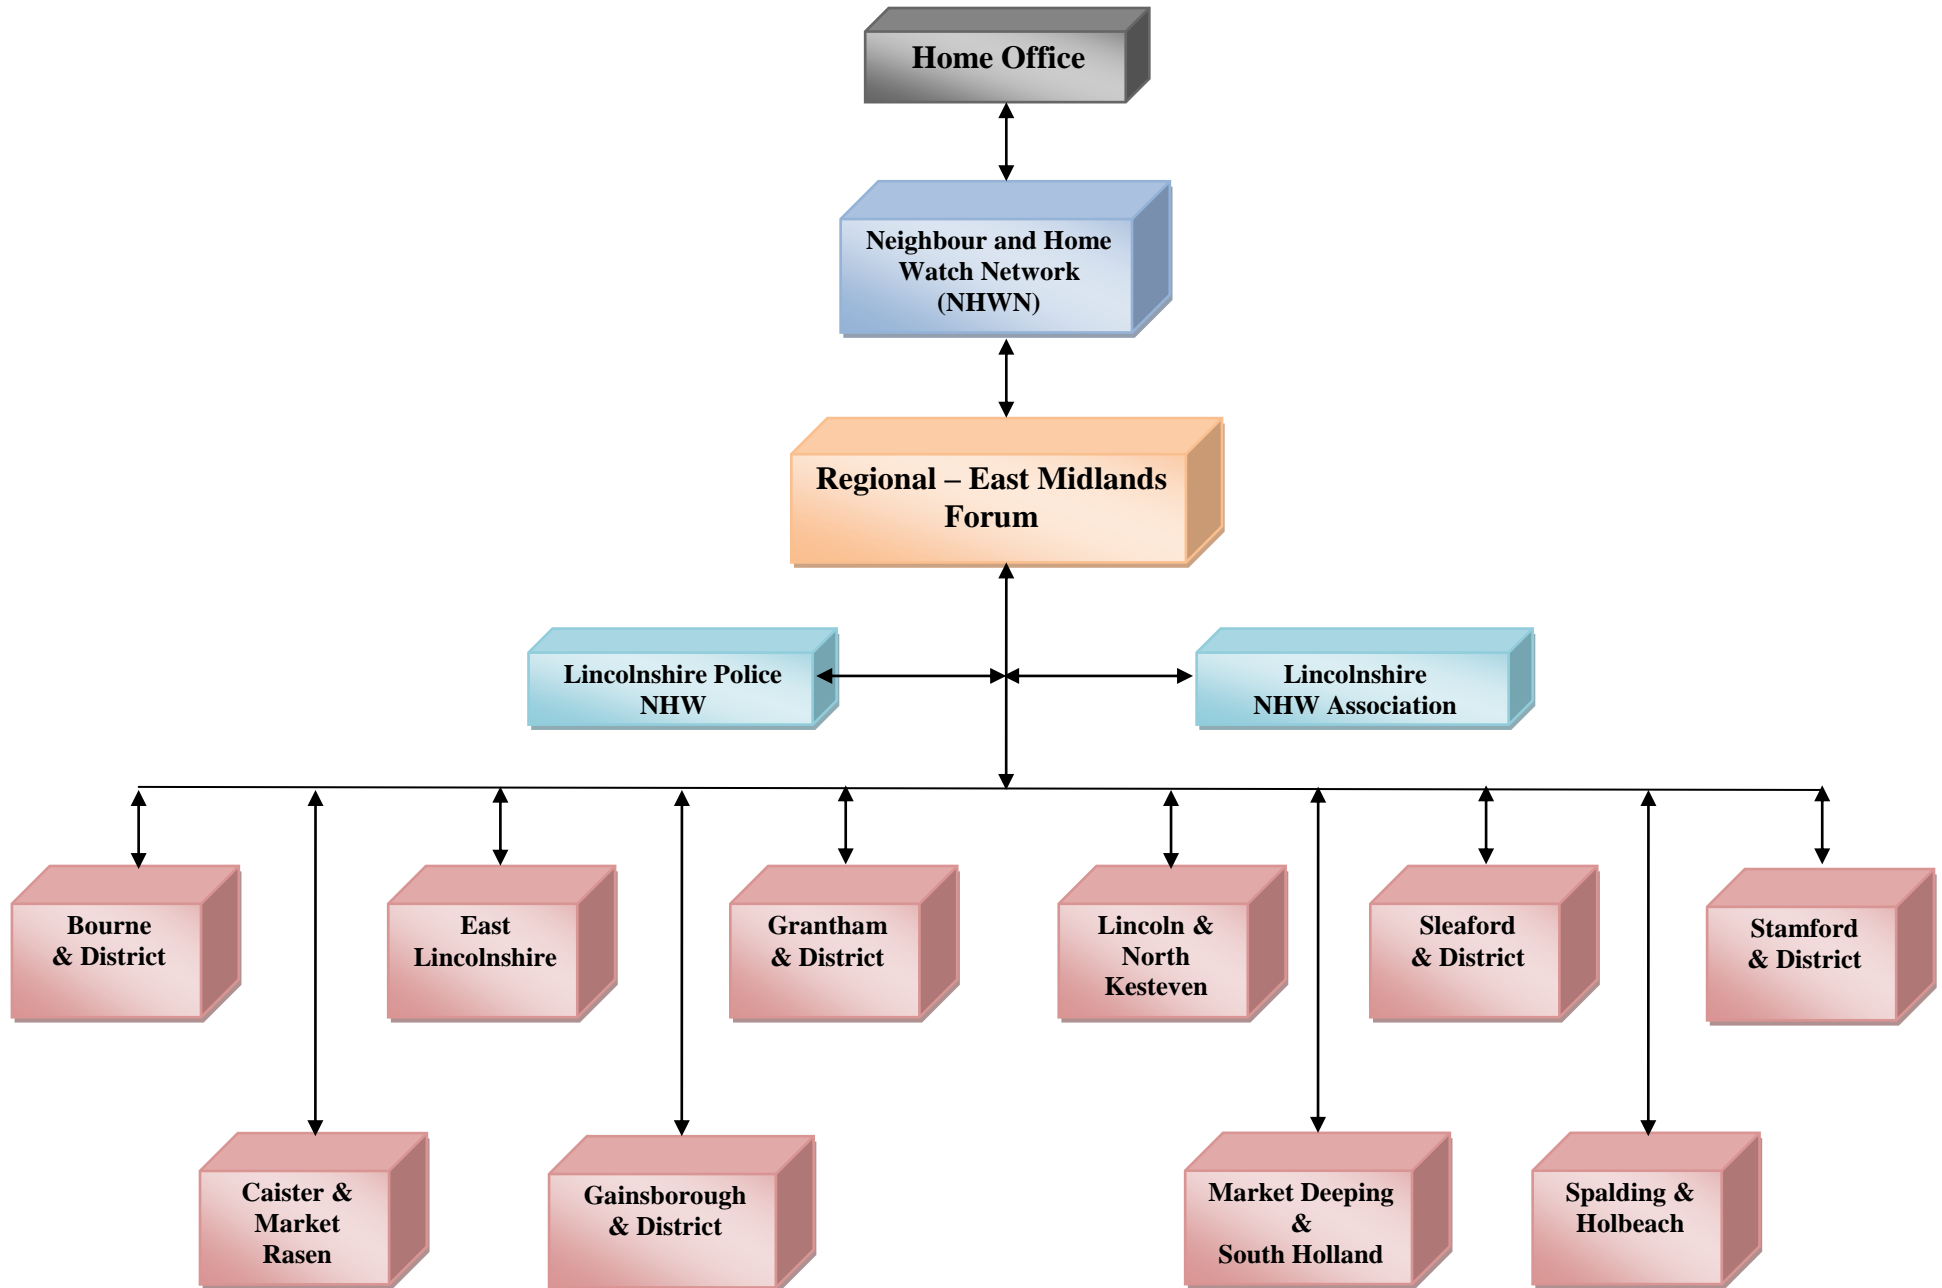 Home Office
Neighbour and Home
Watch Network
(NHWN)
Regional – East Midlands
Forum
Lincolnshire Police
NHW
Lincolnshire
NHW Association
Bourne
& District
East
Lincolnshire
Grantham
& District
Lincoln &
North
Kesteven
Sleaford
& District
Stamford
& District
Caister &
Market
Rasen
Gainsborough
& District
Market Deeping
&
South Holland
Spalding &
Holbeach